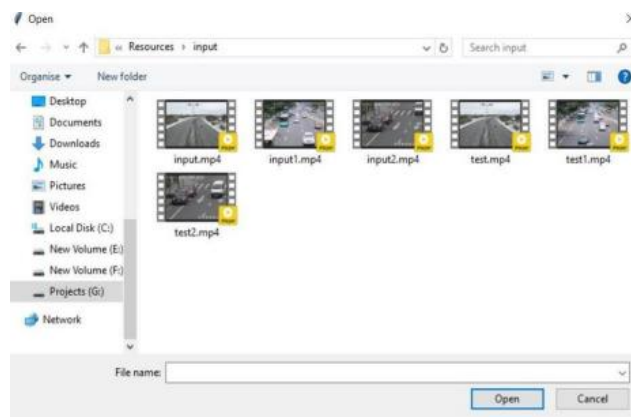 Open
« Resources › input
Search input
Organise
New folder
Desktop
Documents
Downloads
Music
Pictures
Videos
Local Disk (C:)
New Volume (E:)
New Volume (F:)
Projects (G:)
Network
input.mp4
input1.mp4
input2.mp4
test.mp4
test1.mp4
test2.mp4
File name:
Open
Cancel